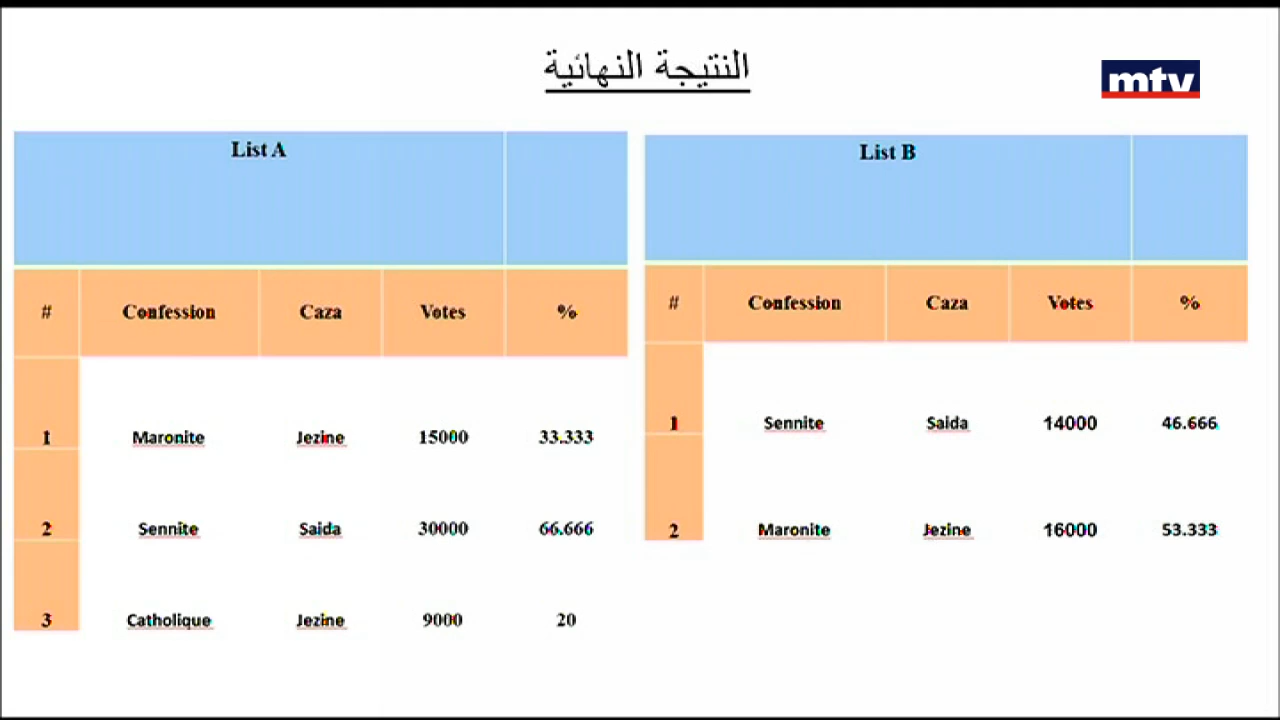 النتيجة النهائية
mtv
List A
# Confession Caza Votes %
1 Maronite Jezine 15000 33.333
2 Sennite Saida 30000 66.666
3 Catholique Jezine 9000 20
List B
# Confession Caza Votes %
1 Sennite Saida 14000 46.666
2 Maronite Jezine 16000 53.333